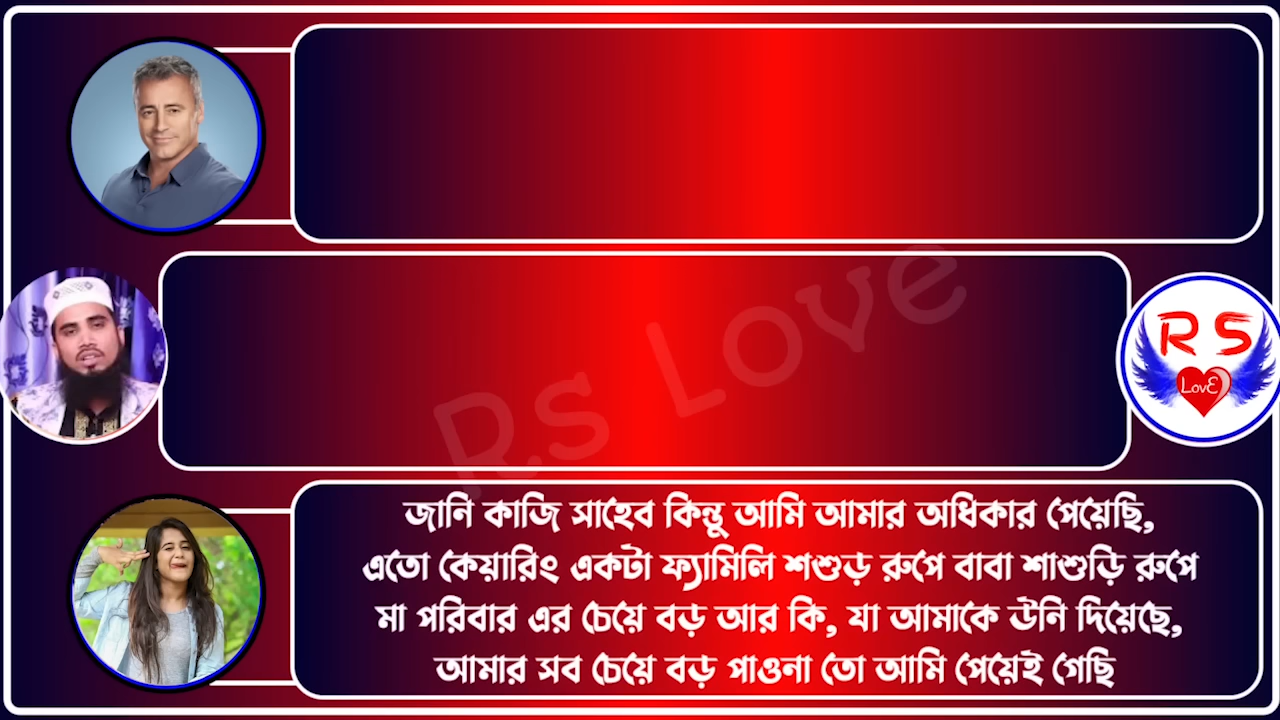 R.S Love
R S
LovE
জানি কাজি সাহেব কিন্তু আমি আমার অধিকার পেয়েছি,
এতো কেয়ারিং একটা ফ্যামিলি শশুড় রুপে বাবা শাশুড়ি রুপে
মা পরিবার এর চেয়ে বড় আর কি, যা আমাকে উনি দিয়েছে,
আমার সব চেয়ে বড় পাওনা তো আমি পেয়েই গেছি